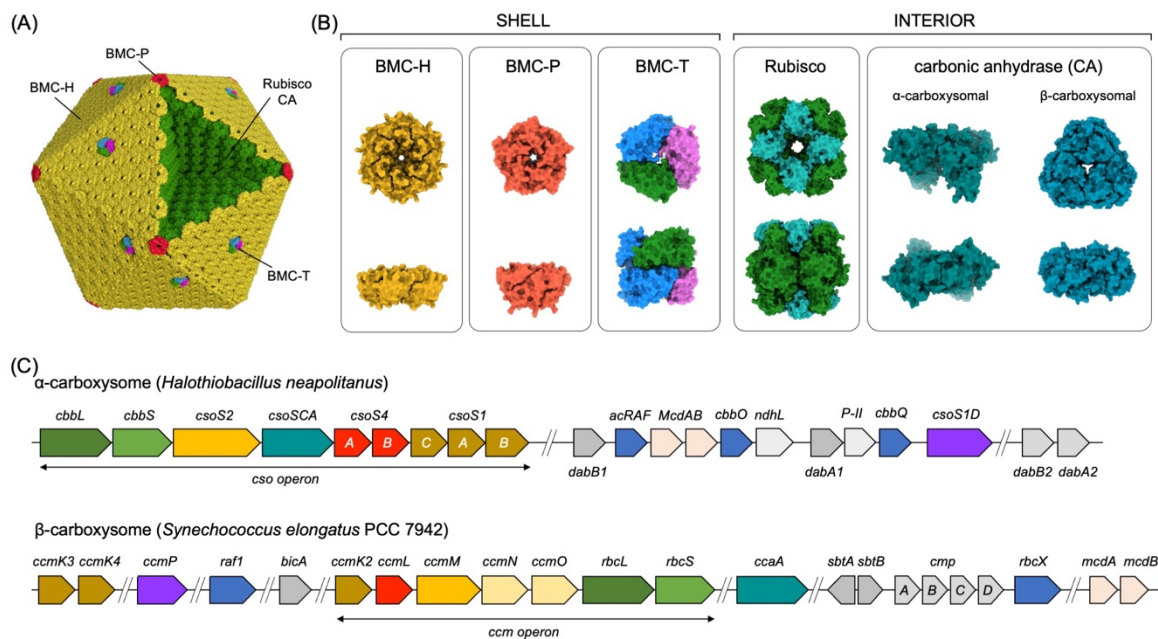 (A)
BMC-P
BMC-H
Rubisco
CA
BMC-T
(B)
SHELL
INTERIOR
BMC-H
BMC-P
BMC-T
Rubisco
carbonic anhydrase (CA)
α-carboxysomal
β-carboxysomal
(C)
α-carboxysome (Halothiobacillus neapolitanus)
cbbL cbbS csoS2 csoSCA csoS4 csoS1 acRAF McdAB cbbO ndhL P-II cbbQ csoS1D
A B C A B
dabB1 dabA1 dabB2 dabA2
cso operon
β-carboxysome (Synechococcus elongatus PCC 7942)
ccmK3 ccmK4 ccmP raf1 bicA ccmK2 ccmL ccmM ccmN ccmO rbcL rbcS ccaA sbtA sbtB cmp rbcX mcdA mcdB
A B C D
ccm operon